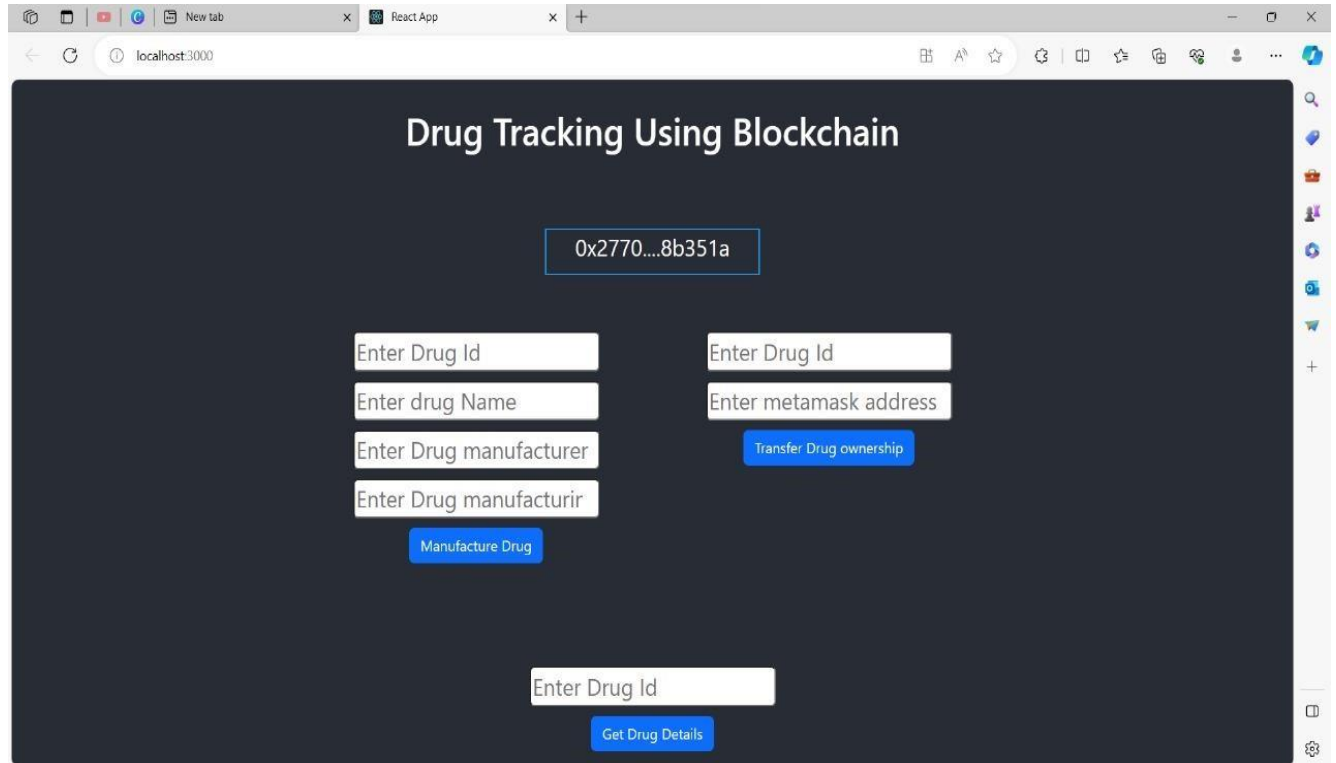 New tab
React App
localhost:3000
Drug Tracking Using Blockchain
0x2770....8b351a
Enter Drug Id
Enter drug Name
Enter Drug manufacturer
Enter Drug manufacturir
Manufacture Drug
Enter Drug Id
Enter metamask address
Transfer Drug ownership
Enter Drug Id
Get Drug Details